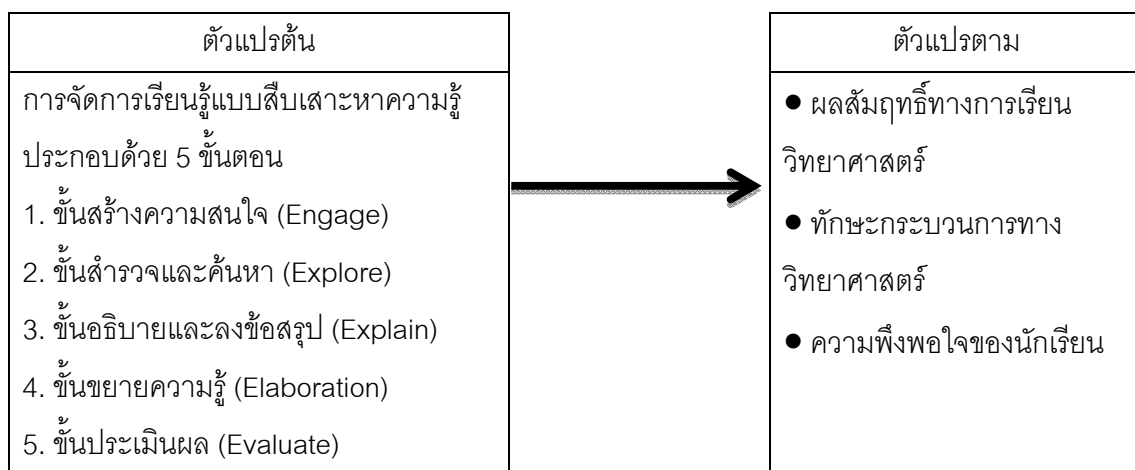 ตัวแปรต้น
การจัดการเรียนรู้แบบสืบเสาะหาความรู้
ประกอบด้วย 5 ขั้นตอน
1. ขั้นสร้างความสนใจ (Engage)
2. ขั้นสำรวจและค้นหา (Explore)
3. ขั้นอธิบายและลงข้อสรุป (Explain)
4. ขั้นขยายความรู้ (Elaboration)
5. ขั้นประเมินผล (Evaluate)
ตัวแปรตาม
● ผลสัมฤทธิ์ทางการเรียน
วิทยาศาสตร์
● ทักษะกระบวนการทาง
วิทยาศาสตร์
● ความพึงพอใจของนักเรียน